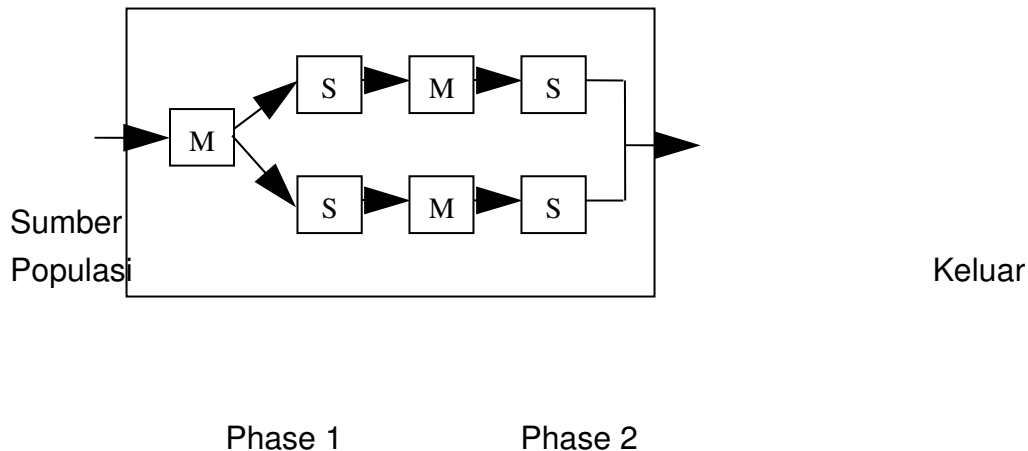 S M S
M
S M S
Sumber
Populasi Keluar
Phase 1 Phase 2